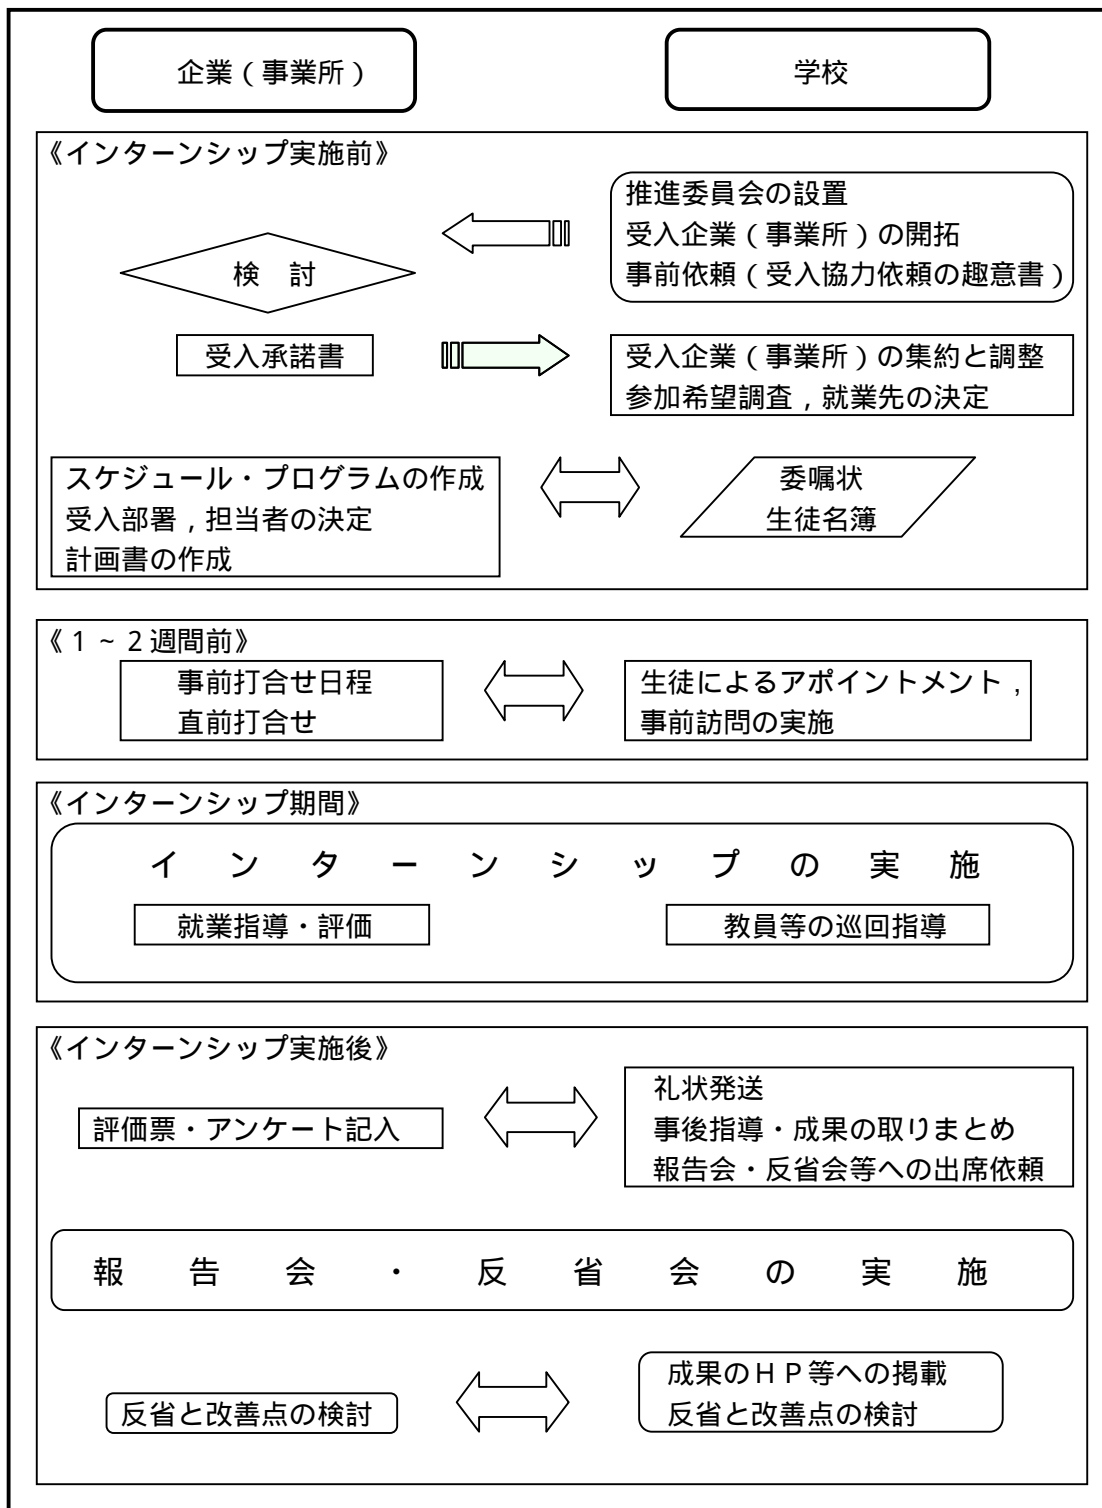 企業（事業所）
学校
《インターンシップ実施前》
推進委員会の設置
受入企業（事業所）の開拓
事前依頼（受入協力依頼の趣意書）
検　討
受入承諾書
受入企業（事業所）の集約と調整
参加希望調査，就業先の決定
スケジュール・プログラムの作成
受入部署，担当者の決定
計画書の作成
委嘱状
生徒名簿
《１～２週間前》
事前打合せ日程
直前打合せ
生徒によるアポイントメント，
事前訪問の実施
《インターンシップ期間》
インターンシップの実施
就業指導・評価
教員等の巡回指導
《インターンシップ実施後》
評価票・アンケート記入
礼状発送
事後指導・成果の取りまとめ
報告会・反省会等への出席依頼
報告会・反省会の実施
反省と改善点の検討
成果のＨＰ等への掲載
反省と改善点の検討